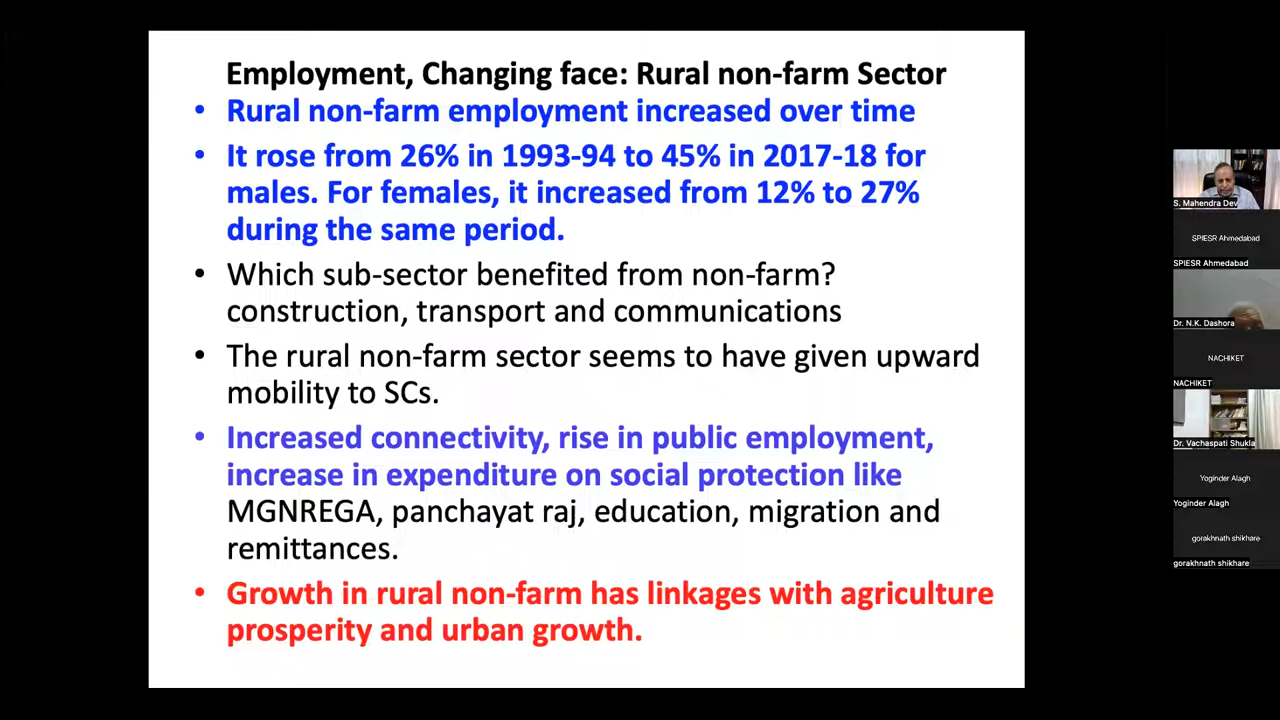 Employment, Changing face: Rural non-farm Sector
• Rural non-farm employment increased over time
• It rose from 26% in 1993-94 to 45% in 2017-18 for
males. For females, it increased from 12% to 27%
during the same period.
• Which sub-sector benefited from non-farm?
construction, transport and communications
• The rural non-farm sector seems to have given upward
mobility to SCs.
• Increased connectivity, rise in public employment,
increase in expenditure on social protection like
MGNREGA, panchayat raj, education, migration and
remittances.
• Growth in rural non-farm has linkages with agriculture
prosperity and urban growth.
S. Mahendra Dev
SPIESR Ahmedabad
SPIESR Ahmedabad
Dr. N.K. Dashora
NACHIKET
NACHIKET
Dr. Vachaspati Shukla
Yoginder Alagh
Yoginder Alagh
gorakhnath shikhare
gorakhnath shikhare